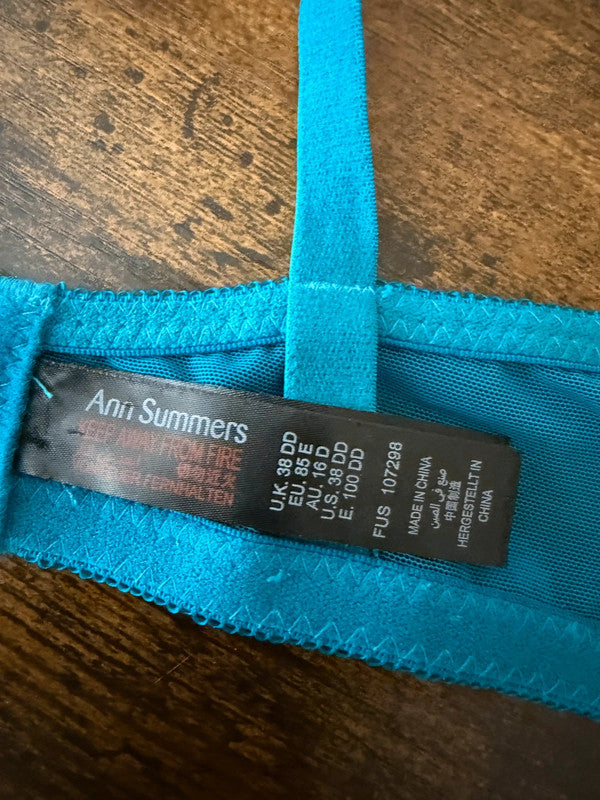 Ann Summers
KEEP AWAY FROM FIRE
U.K. 38 DD
EU. 85 E
AU. 16 D
U.S. 38 DD
E. 100 DD
FUS 107298
MADE IN CHINA
صنع في الصين
中国制造
HERGESTELLT IN
CHINA